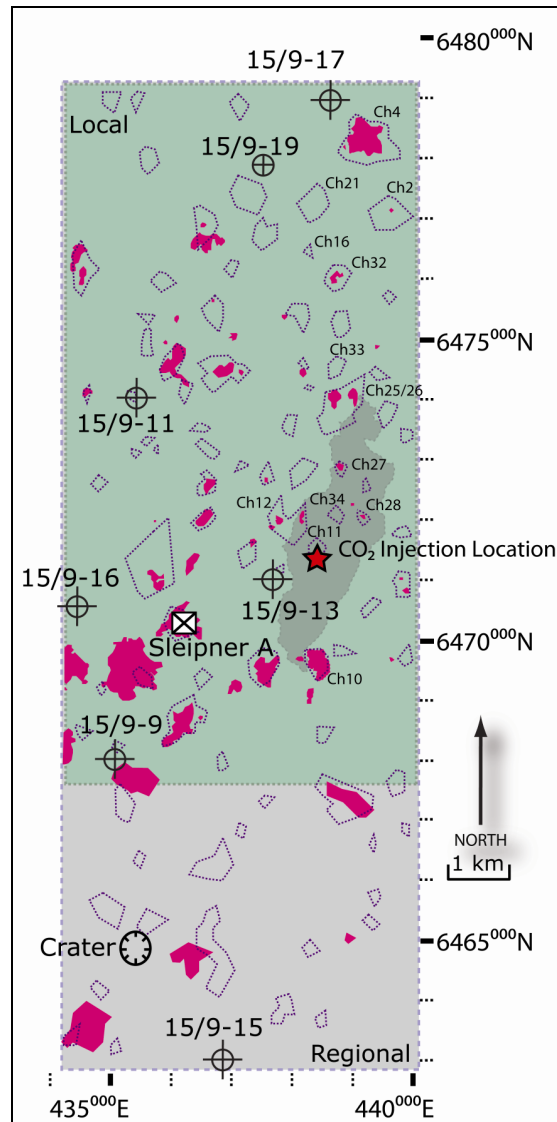 6480⁰⁰⁰N
15/9-17
Local
Ch4
15/9-19
Ch21
Ch2
Ch16
Ch32
6475⁰⁰⁰N
Ch33
Ch25/26
15/9-11
Ch27
Ch12
Ch34
Ch28
Ch11
CO₂ Injection Location
15/9-16
15/9-13
6470⁰⁰⁰N
Sleipner A
Ch10
15/9-9
NORTH
1 km
6465⁰⁰⁰N
Crater
15/9-15
Regional
435⁰⁰⁰E
440⁰⁰⁰E